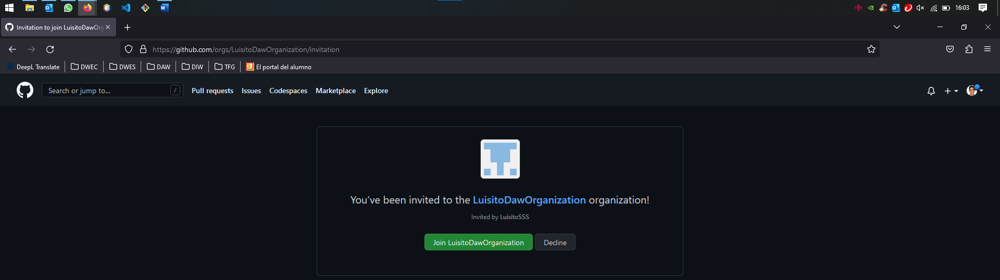 16:03
Invitation to join LuisitoDawOrg
https://github.com/orgs/LuisitoDawOrganization/invitation
DeepL Translate DWEC DWES DAW DIW TFG El portal del alumno
Search or jump to... / Pull requests Issues Codespaces Marketplace Explore
You've been invited to the LuisitoDawOrganization organization!
Invited by LuisitoSSS
Join LuisitoDawOrganization Decline